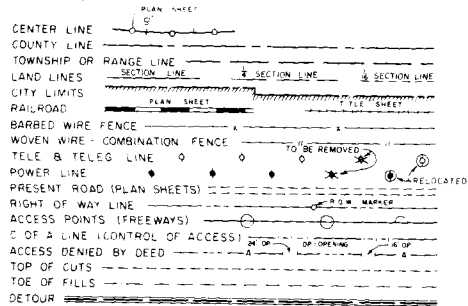 PLAN SHEET
9'
CENTER LINE
COUNTY LINE
TOWNSHIP OR RANGE LINE
LAND LINES SECTION LINE 1/4 SECTION LINE 1/16 SECTION LINE
CITY LIMITS
RAILROAD PLAN SHEET TITLE SHEET
BARBED WIRE FENCE x x
WOVEN WIRE - COMBINATION FENCE
TO BE REMOVED
TELE & TELEG LINE
POWER LINE RELOCATED
PRESENT ROAD (PLAN SHEETS)
RIGHT OF WAY LINE R.O.W. MARKER
ACCESS POINTS (FREEWAYS)
C OF A LINE (CONTROL OF ACCESS)
24' OP OP-OPENING 16' OP
ACCESS DENIED BY DEED A A
TOP OF CUTS
TOE OF FILLS
DETOUR